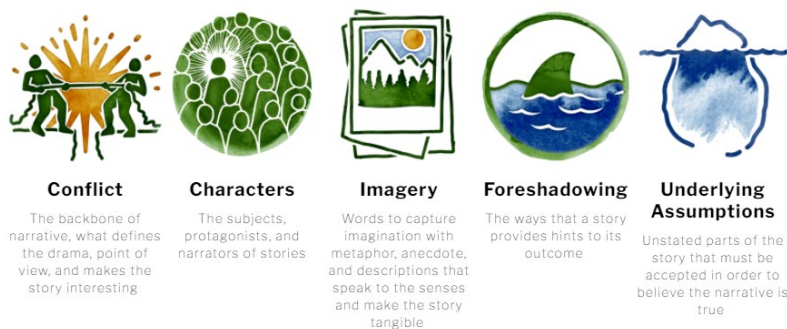 Conflict
The backbone of
narrative, what defines
the drama, point of
view, and makes the
story interesting
Characters
The subjects,
protagonists, and
narrators of stories
Imagery
Words to capture
imagination with
metaphor, anecdote,
and descriptions that
speak to the senses
and make the story
tangible
Foreshadowing
The ways that a story
provides hints to its
outcome
Underlying
Assumptions
Unstated parts of the
story that must be
accepted in order to
believe the narrative is
true